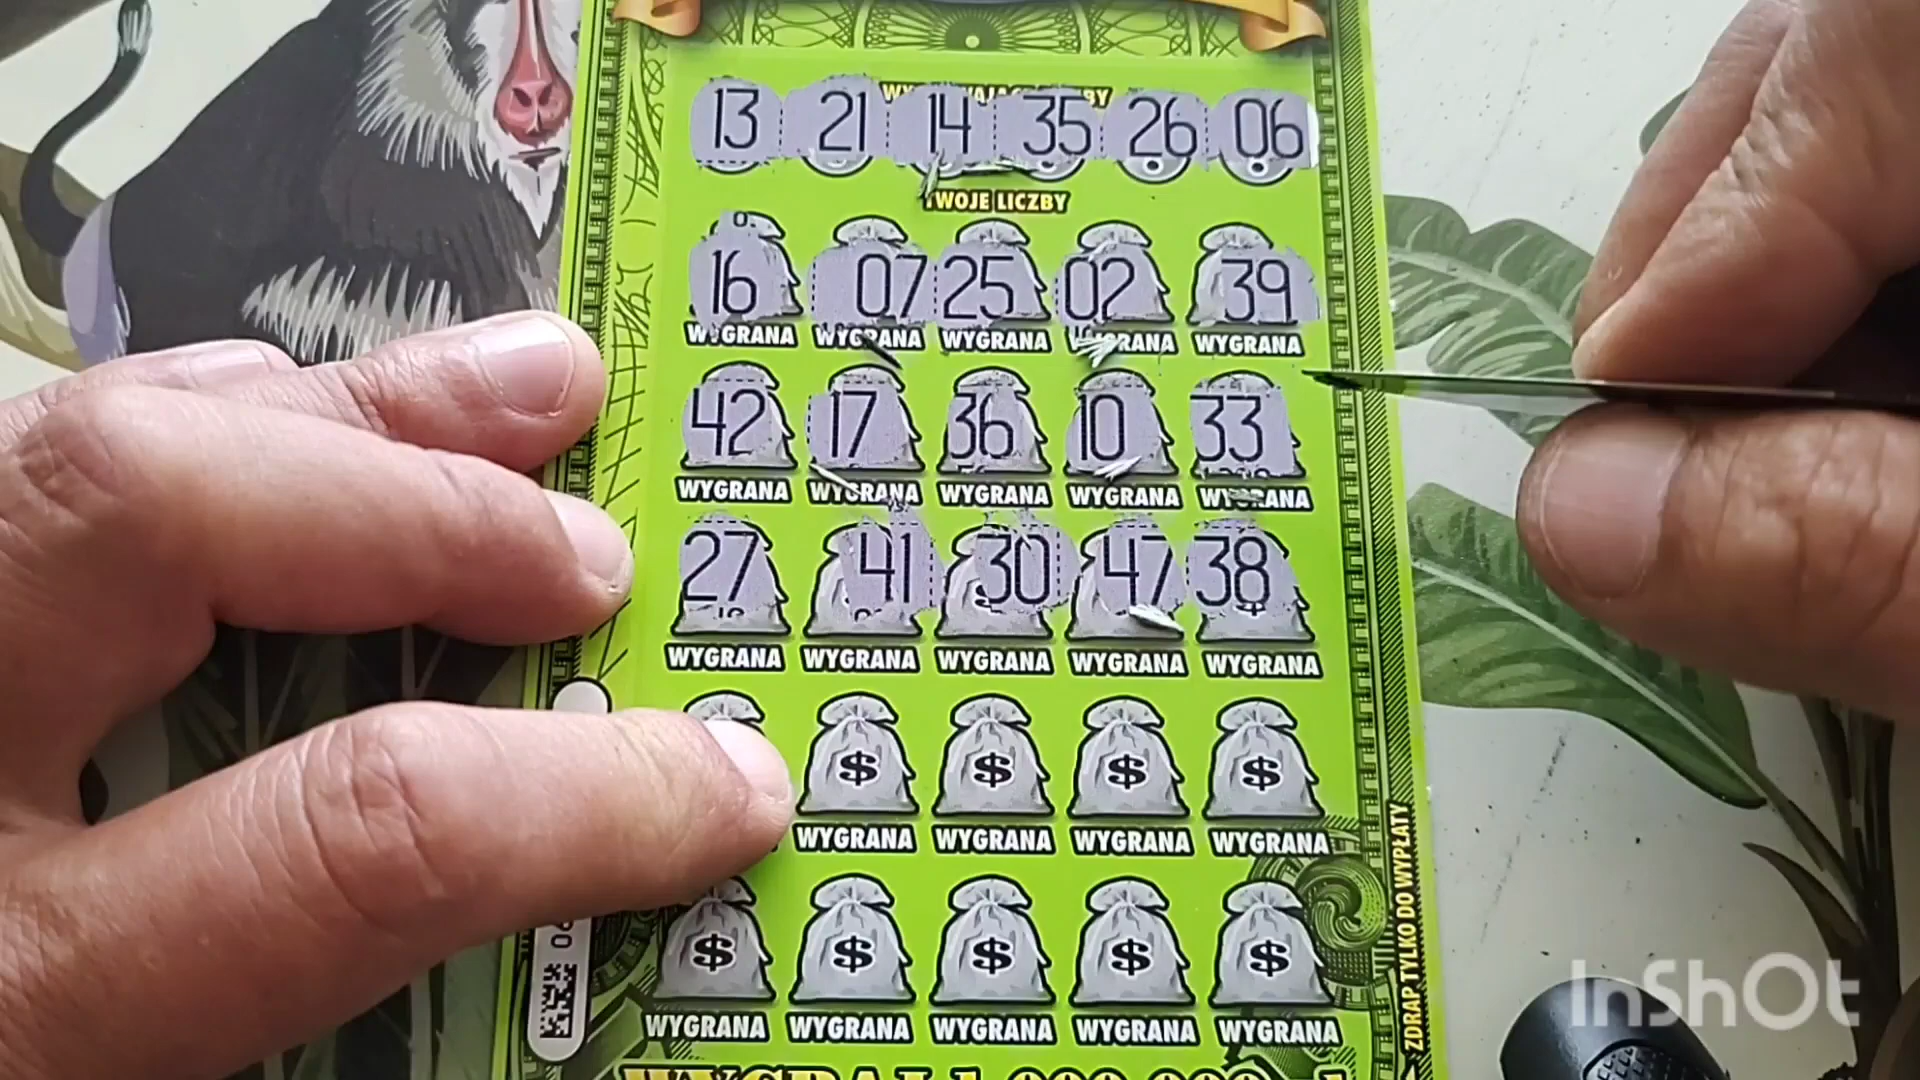 13 21 14 35 26 06
TWOJE LICZBY
16 07 25 02 39
WYGRANA WYGRANA WYGRANA WYGRANA WYGRANA
42 17 36 10 33
WYGRANA WYGRANA WYGRANA WYGRANA WYGRANA
27 41 30 47 38
WYGRANA WYGRANA WYGRANA WYGRANA WYGRANA
$ $ $ $
WYGRANA WYGRANA WYGRANA WYGRANA
$ $ $ $ $
WYGRANA WYGRANA WYGRANA WYGRANA WYGRANA
ZDRAP TYLKO DO WYPŁATY
InShOt